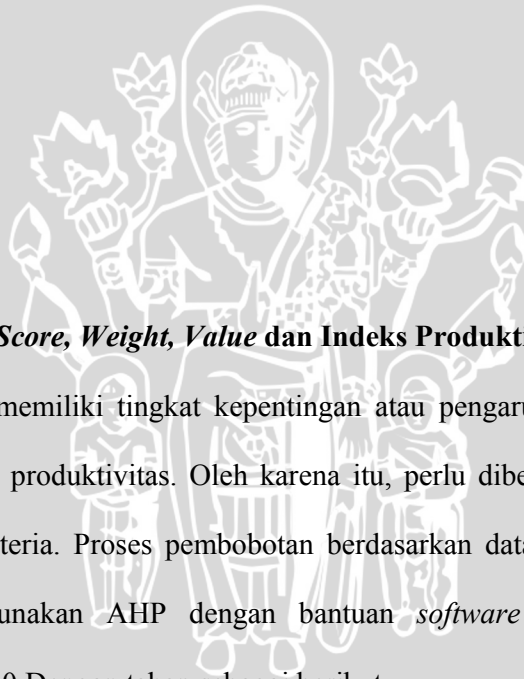 Score, Weight, Value dan Indeks Produkti
memiliki tingkat kepentingan atau pengaru
produktivitas. Oleh karena itu, perlu dibe
teria. Proses pembobotan berdasarkan data
unakan AHP dengan bantuan software